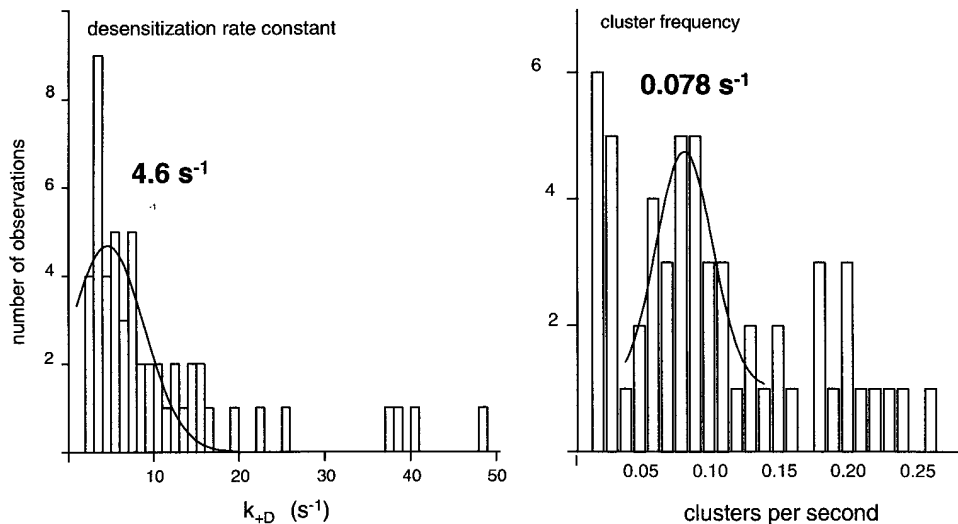 desensitization rate constant
8
6
4
2
number of observations
4.6 s-1
-1
10
20
30
40
50
k+D (s-1)
cluster frequency
6
4
2
0.078 s-1
0.05
0.10
0.15
0.20
0.25
clusters per second